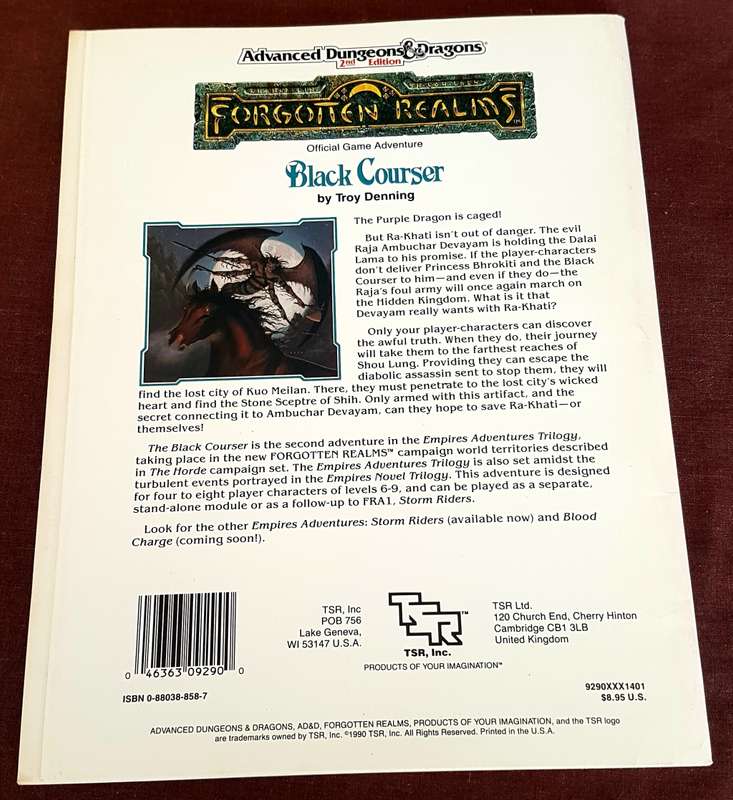 Advanced Dungeons & Dragons®
2nd Edition
FORGOTTEN REALMS
Official Game Adventure
Black Courser
by Troy Denning
The Purple Dragon is caged!
But Ra-Khati isn't out of danger. The evil
Raja Ambuchar Devayam is holding the Dalai
Lama to his promise. If the player-characters
don't deliver Princess Bhrokiti and the Black
Courser to him—and even if they do—the
Raja's foul army will once again march on
the Hidden Kingdom. What is it that
Devayam really wants with Ra-Khati?
Only your player-characters can discover
the awful truth. When they do, their journey
will take them to the farthest reaches of
Shou Lung. Providing they can escape the
diabolic assassin sent to stop them, they will
find the lost city of Kuo Meilan. There, they must penetrate to the lost city's wicked
heart and find the Stone Sceptre of Shih. Only armed with this artifact, and the
secret connecting it to Ambuchar Devayam, can they hope to save Ra-Khati—or
themselves!
The Black Courser is the second adventure in the Empires Adventures Trilogy,
taking place in the new FORGOTTEN REALMS™ campaign world territories described
in The Horde campaign set. The Empires Adventures Trilogy is also set amidst the
turbulent events portrayed in the Empires Novel Trilogy. This adventure is designed
for four to eight player characters of levels 6-9, and can be played as a separate,
stand-alone module or as a follow-up to FRA1, Storm Riders.
Look for the other Empires Adventures: Storm Riders (available now) and Blood
Charge (coming soon!).
0 46363 09290 0
ISBN 0-88038-858-7
TSR, Inc
POB 756
Lake Geneva,
WI 53147 U.S.A.
TSR™
TSR, Inc.
PRODUCTS OF YOUR IMAGINATION™
TSR Ltd.
120 Church End, Cherry Hinton
Cambridge CB1 3LB
United Kingdom
9290XXX1401
$8.95 U.S.
ADVANCED DUNGEONS & DRAGONS, AD&D, FORGOTTEN REALMS, PRODUCTS OF YOUR IMAGINATION, and the TSR logo
are trademarks owned by TSR, Inc. ©1990 TSR, Inc. All Rights Reserved. Printed in the U.S.A.